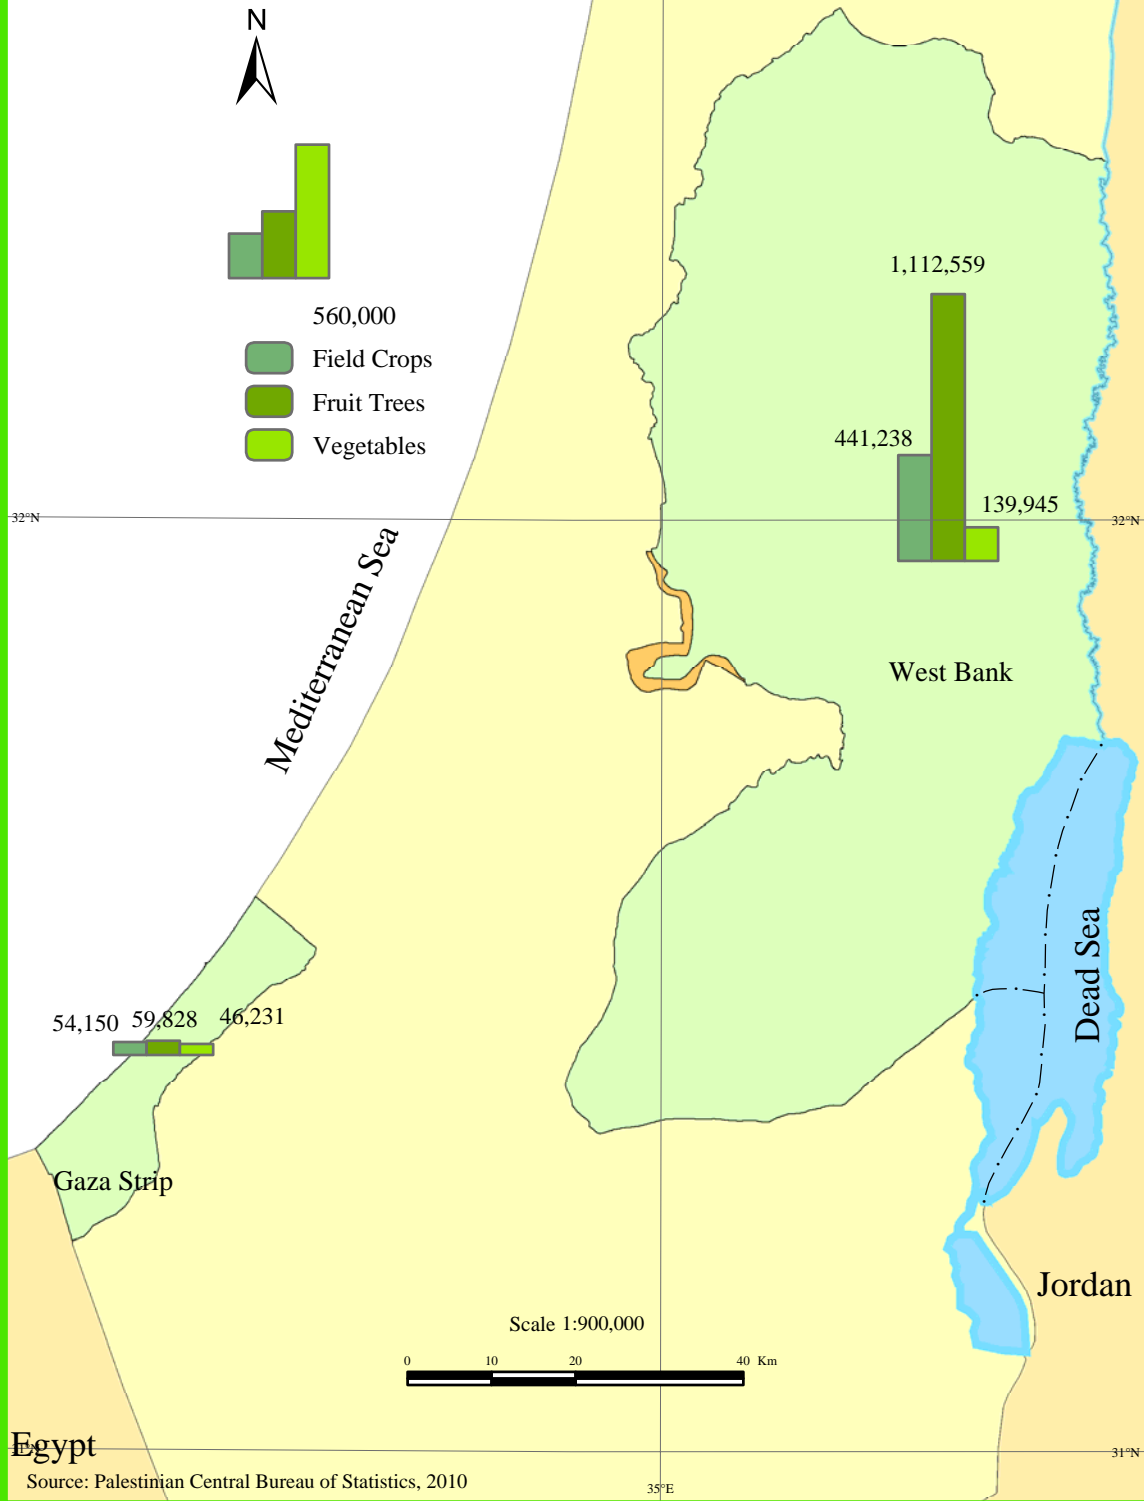 N
560,000
Field Crops
Fruit Trees
Vegetables
1,112,559
441,238
139,945
32°N
32°N
Mediterranean Sea
West Bank
Dead Sea
54,150
59,828
46,231
Gaza Strip
Jordan
Scale 1:900,000
0 10 20 40 Km
Egypt
31°N
31°N
Source: Palestinian Central Bureau of Statistics, 2010
35°E